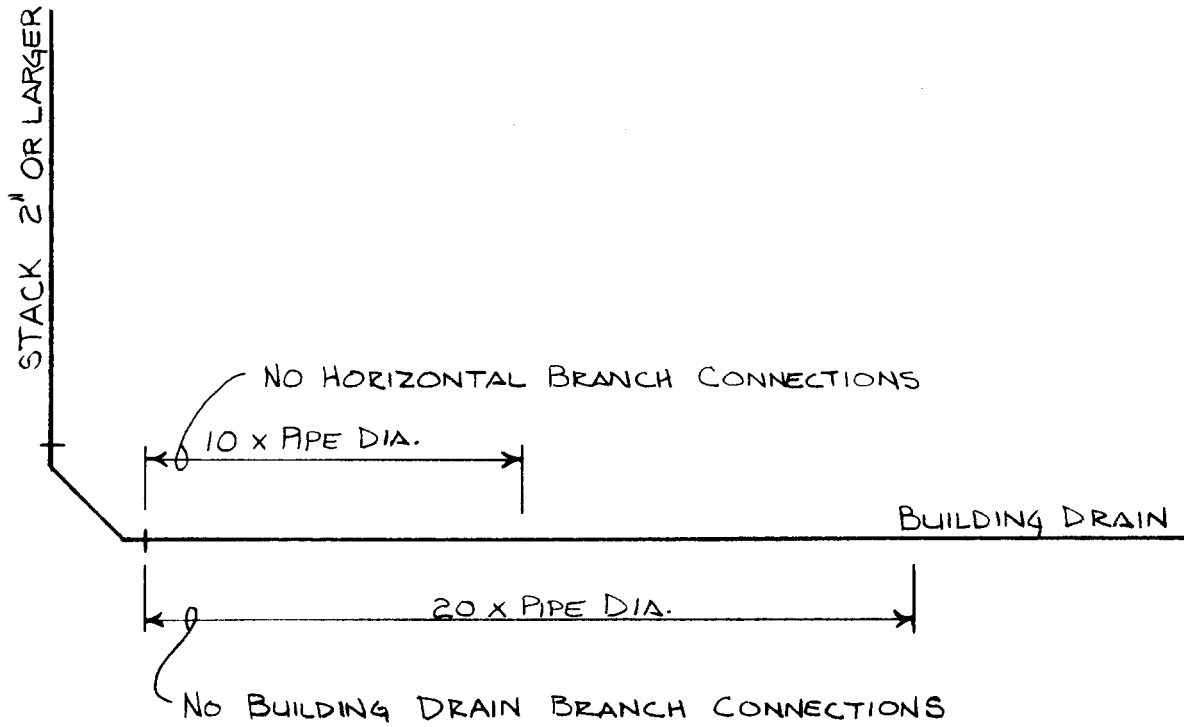 STACK 2" OR LARGER
NO HORIZONTAL BRANCH CONNECTIONS
10 X PIPE DIA.
BUILDING DRAIN
20 X PIPE DIA.
NO BUILDING DRAIN BRANCH CONNECTIONS